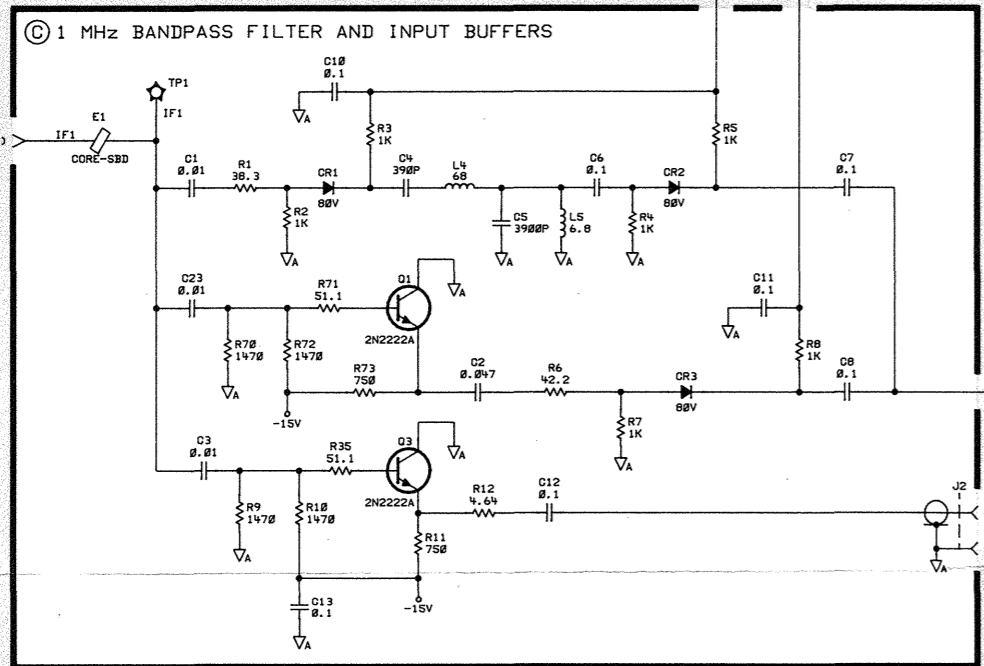 C 1 MHz BANDPASS FILTER AND INPUT BUFFERS
C10
0.1
TP1
A
IF1
E1
IF1
CORE-SBD
R3
1K
R5
1K
C1
0.01
R1
38.3
CR1
80V
C4
390P
L4
68
C6
0.1
CR2
80V
C7
0.1
R2
1K
C5
3900P
L5
6.8
R4
1K
A
A
A
A
C23
0.01
R71
51.1
Q1
A
2N2222A
C11
0.1
A
R70
1470
R72
1470
R8
1K
R73
750
C2
0.047
R6
42.2
CR3
80V
C8
0.1
A
-15V
R7
1K
A
C3
0.01
R35
51.1
Q3
A
2N2222A
R12
4.64
C12
0.1
J2
R9
1470
R10
1470
R11
750
A
A
C13
0.1
-15V
A